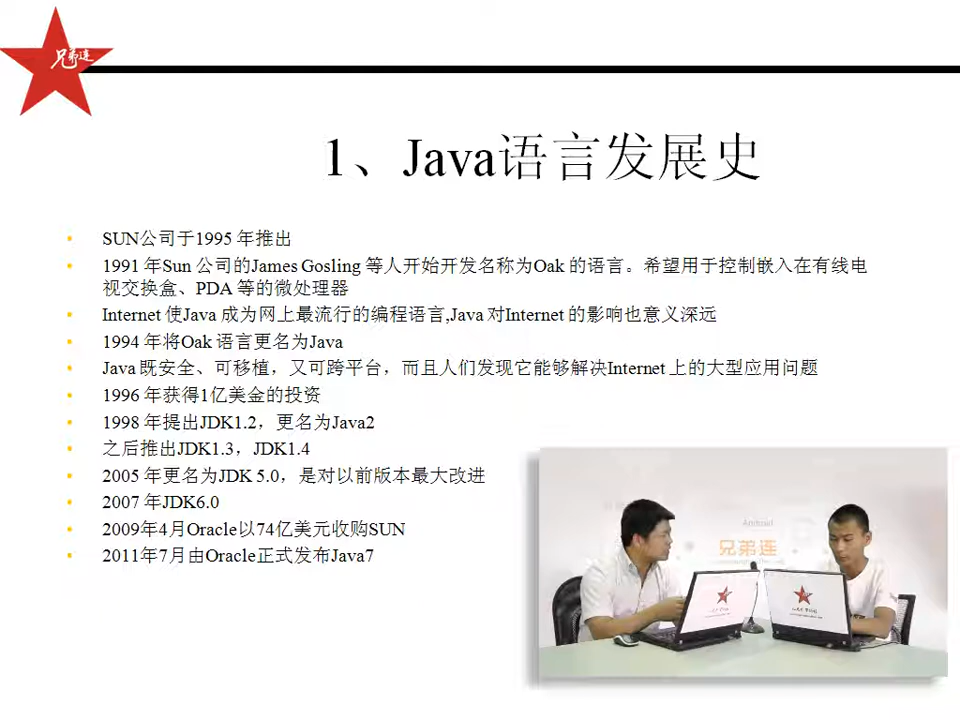 兄弟连
1、Java语言发展史
SUN公司于1995 年推出
1991 年Sun 公司的James Gosling 等人开始开发名称为Oak 的语言。希望用于控制嵌入在有线电
视交换盒、PDA 等的微处理器
Internet 使Java 成为网上最流行的编程语言,Java 对Internet 的影响也意义深远
1994 年将Oak 语言更名为Java
Java 既安全、可移植，又可跨平台，而且人们发现它能够解决Internet 上的大型应用问题
1996 年获得1亿美金的投资
1998 年提出JDK1.2，更名为Java2
之后推出JDK1.3，JDK1.4
2005 年更名为JDK 5.0，是对以前版本最大改进
2007 年JDK6.0
2009年4月Oracle以74亿美元收购SUN
2011年7月由Oracle正式发布Java7
Android
兄弟连